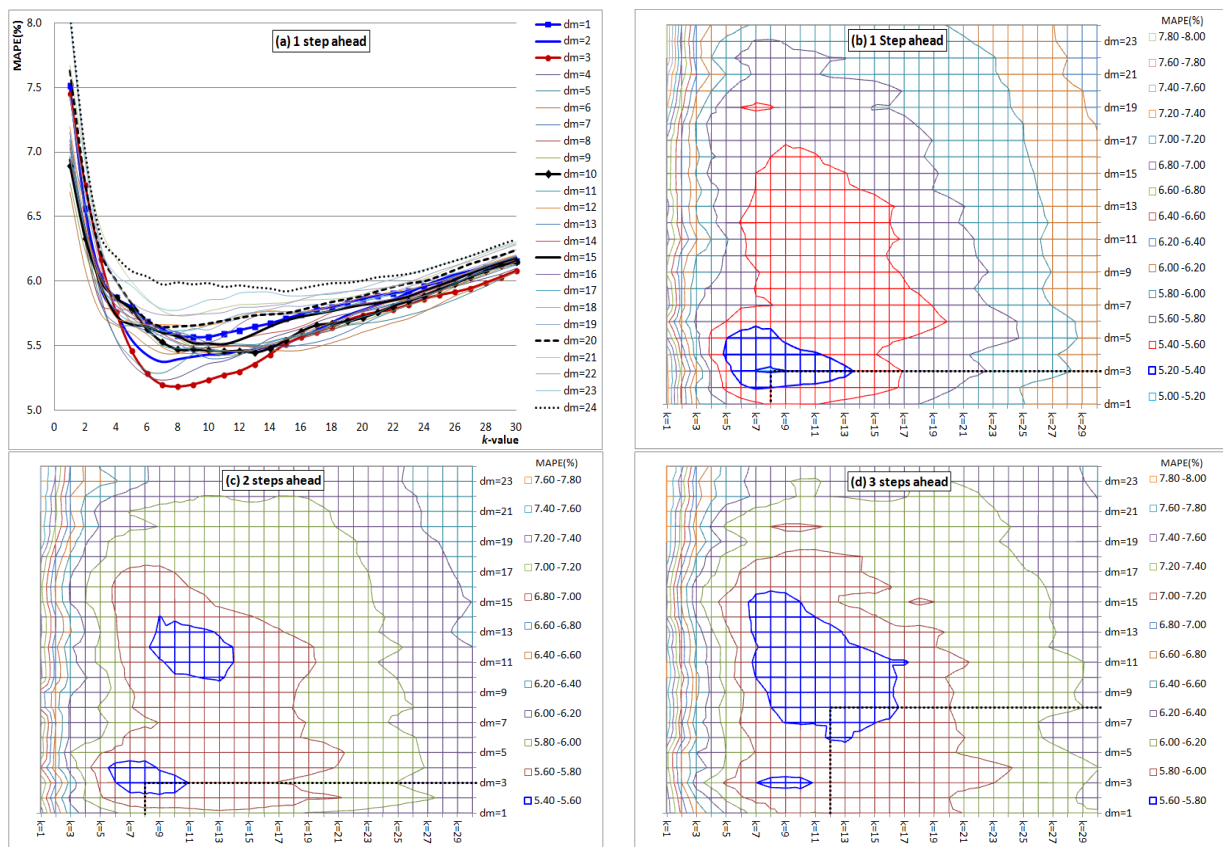 (a) 1 step ahead
MAPE(%)
8.0
7.5
7.0
6.5
6.0
5.5
5.0
0 2 4 6 8 10 12 14 16 18 20 22 24 26 28 30
k-value
dm=1
dm=2
dm=3
dm=4
dm=5
dm=6
dm=7
dm=8
dm=9
dm=10
dm=11
dm=12
dm=13
dm=14
dm=15
dm=16
dm=17
dm=18
dm=19
dm=20
dm=21
dm=22
dm=23
dm=24
(b) 1 Step ahead
dm=23
dm=21
dm=19
dm=17
dm=15
dm=13
dm=11
dm=9
dm=7
dm=5
dm=3
dm=1
k=1 k=3 k=5 k=7 k=9 k=11 k=13 k=15 k=17 k=19 k=21 k=23 k=25 k=27 k=29
MAPE(%)
7.80 -8.00
7.60 -7.80
7.40 -7.60
7.20 -7.40
7.00 -7.20
6.80 -7.00
6.60 -6.80
6.40 -6.60
6.20 -6.40
6.00 -6.20
5.80 -6.00
5.60 -5.80
5.40 -5.60
5.20 -5.40
5.00 -5.20
(c) 2 steps ahead
dm=23
dm=21
dm=19
dm=17
dm=15
dm=13
dm=11
dm=9
dm=7
dm=5
dm=3
dm=1
k=1 k=3 k=5 k=7 k=9 k=11 k=13 k=15 k=17 k=19 k=21 k=23 k=25 k=27 k=29
MAPE(%)
7.60 -7.80
7.40 -7.60
7.20 -7.40
7.00 -7.20
6.80 -7.00
6.60 -6.80
6.40 -6.60
6.20 -6.40
6.00 -6.20
5.80 -6.00
5.60 -5.80
5.40 -5.60
(d) 3 steps ahead
dm=23
dm=21
dm=19
dm=17
dm=15
dm=13
dm=11
dm=9
dm=7
dm=5
dm=3
dm=1
k=1 k=3 k=5 k=7 k=9 k=11 k=13 k=15 k=17 k=19 k=21 k=23 k=25 k=27 k=29
MAPE(%)
7.80 -8.00
7.60 -7.80
7.40 -7.60
7.20 -7.40
7.00 -7.20
6.80 -7.00
6.60 -6.80
6.40 -6.60
6.20 -6.40
6.00 -6.20
5.80 -6.00
5.60 -5.80